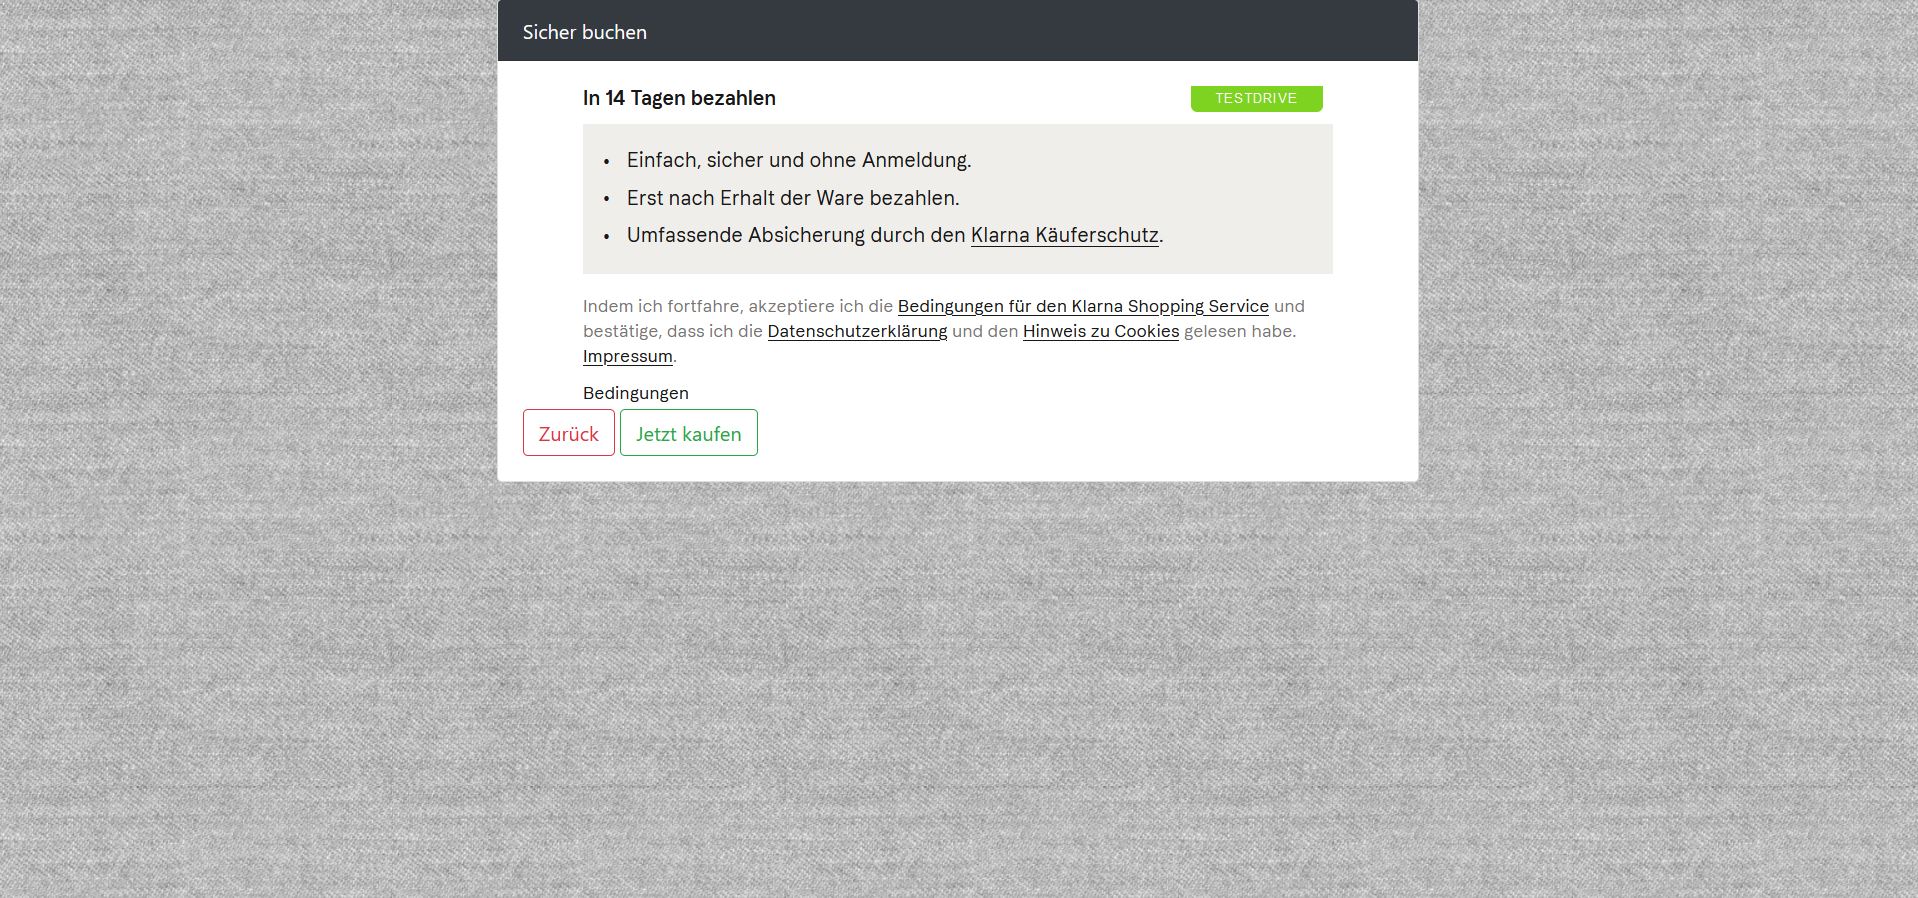 Sicher buchen
In 14 Tagen bezahlen
TESTDRIVE
• Einfach, sicher und ohne Anmeldung.
• Erst nach Erhalt der Ware bezahlen.
• Umfassende Absicherung durch den Klarna Käuferschutz.
Indem ich fortfahre, akzeptiere ich die Bedingungen für den Klarna Shopping Service und
bestätige, dass ich die Datenschutzerklärung und den Hinweis zu Cookies gelesen habe.
Impressum.
Bedingungen
Zurück
Jetzt kaufen